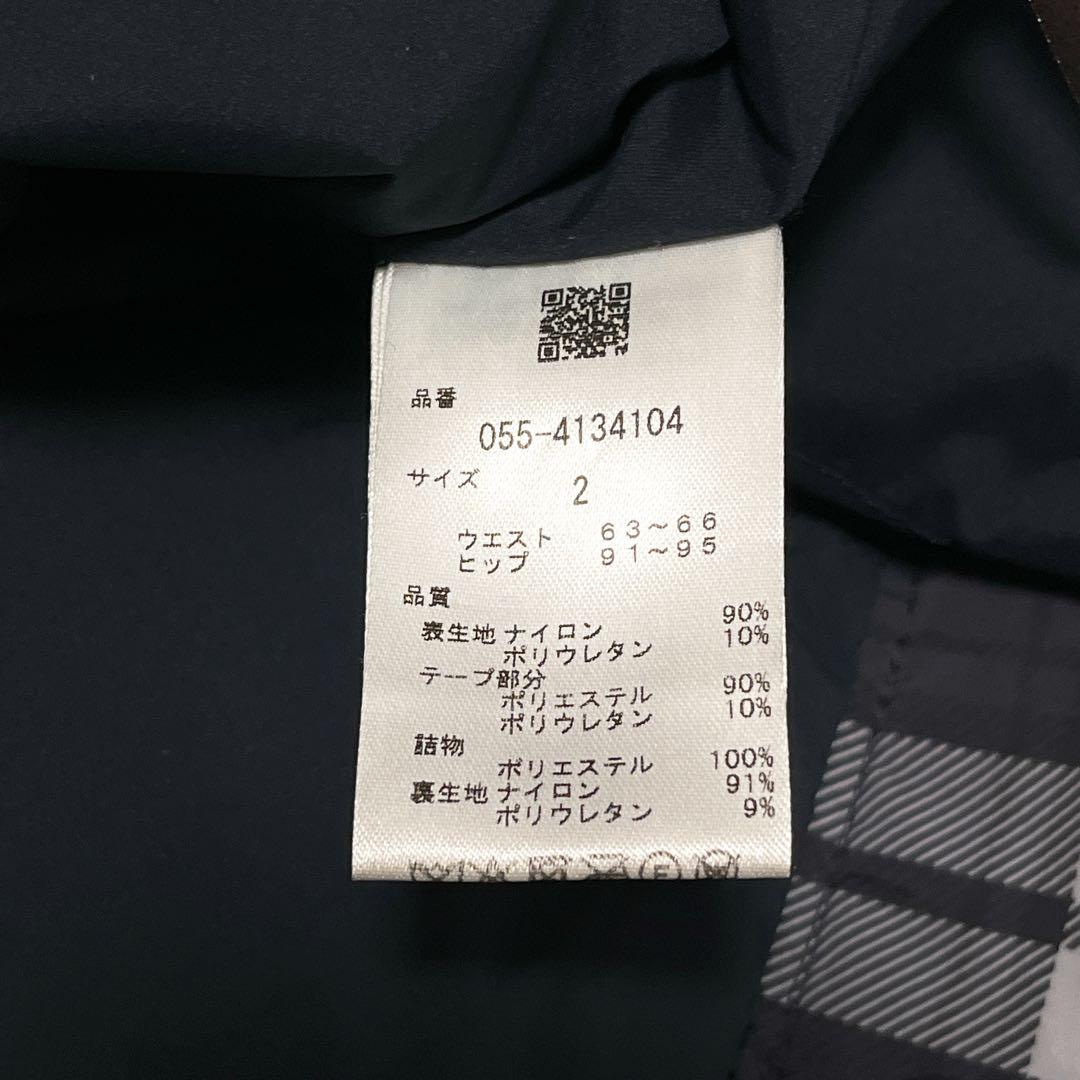 品番
055-4134104
サイズ 2
ウエスト 63〜66
ヒップ 91〜95
品質
表生地 ナイロン 90%
ポリウレタン 10%
テープ部分
ポリエステル 90%
ポリウレタン 10%
詰物
ポリエステル 100%
裏生地 ナイロン 91%
ポリウレタン 9%